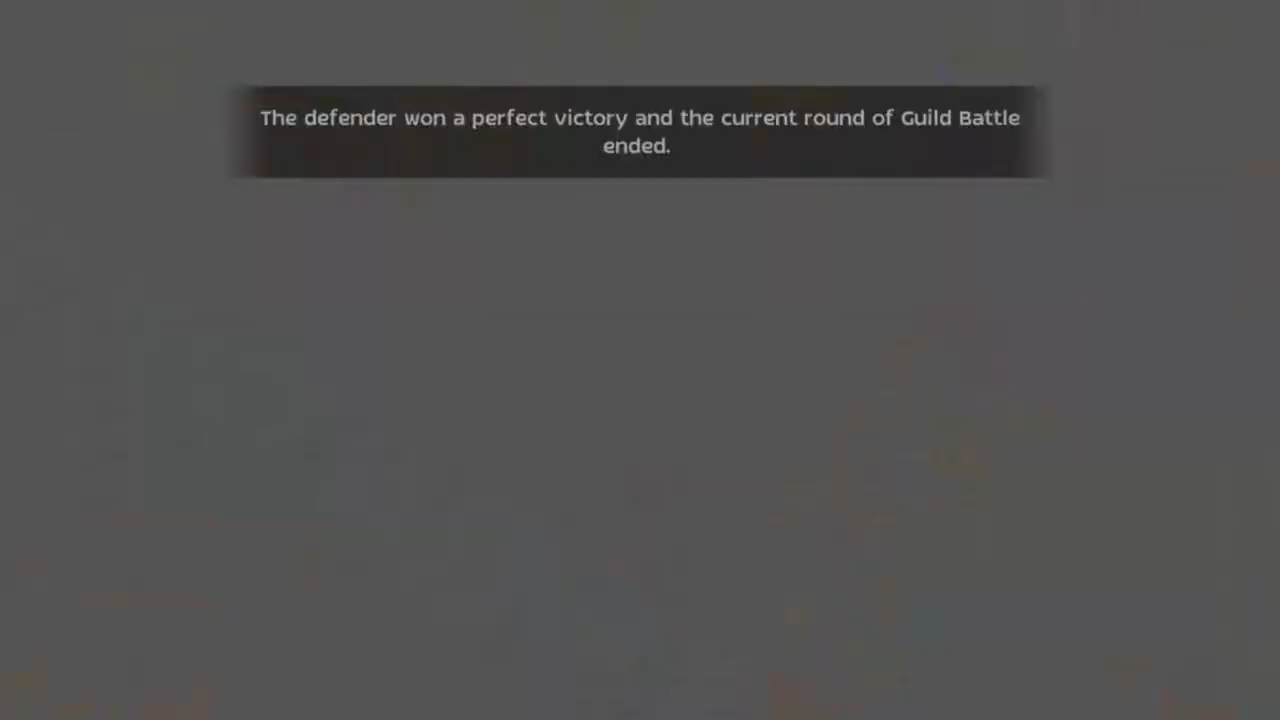 The defender won a perfect victory and the current round of Guild Battle
ended.